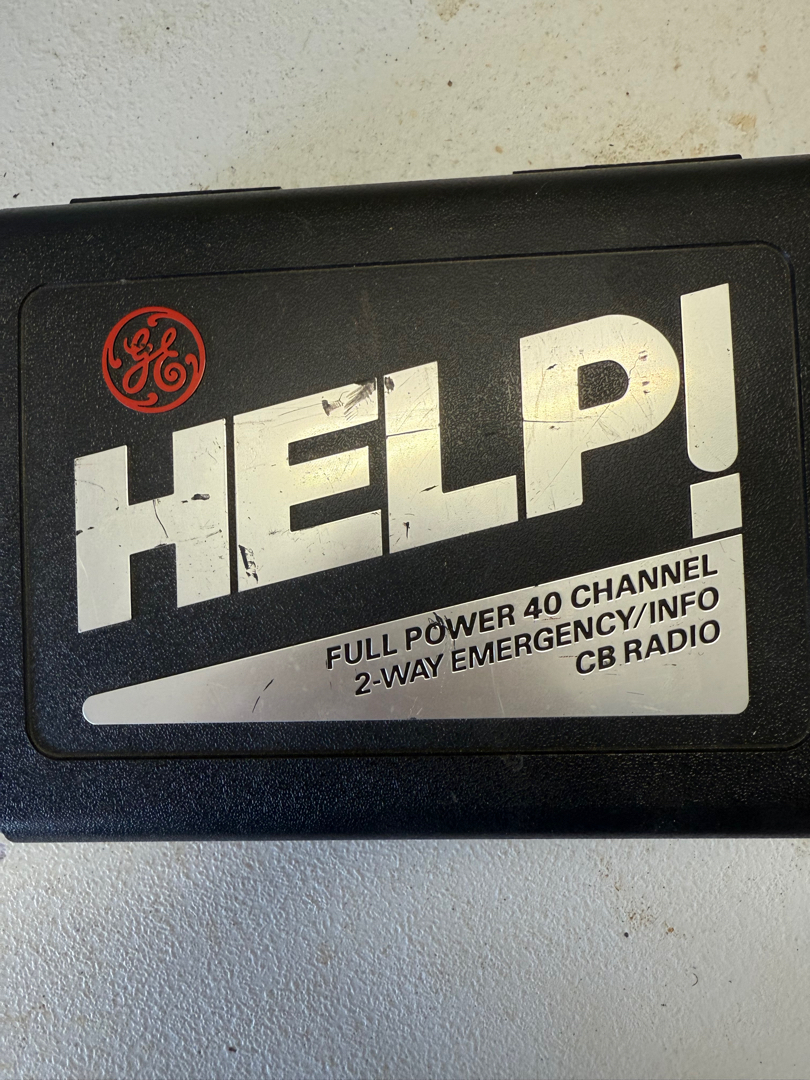 GE
HELP!
FULL POWER 40 CHANNEL
2-WAY EMERGENCY/INFO
CB RADIO